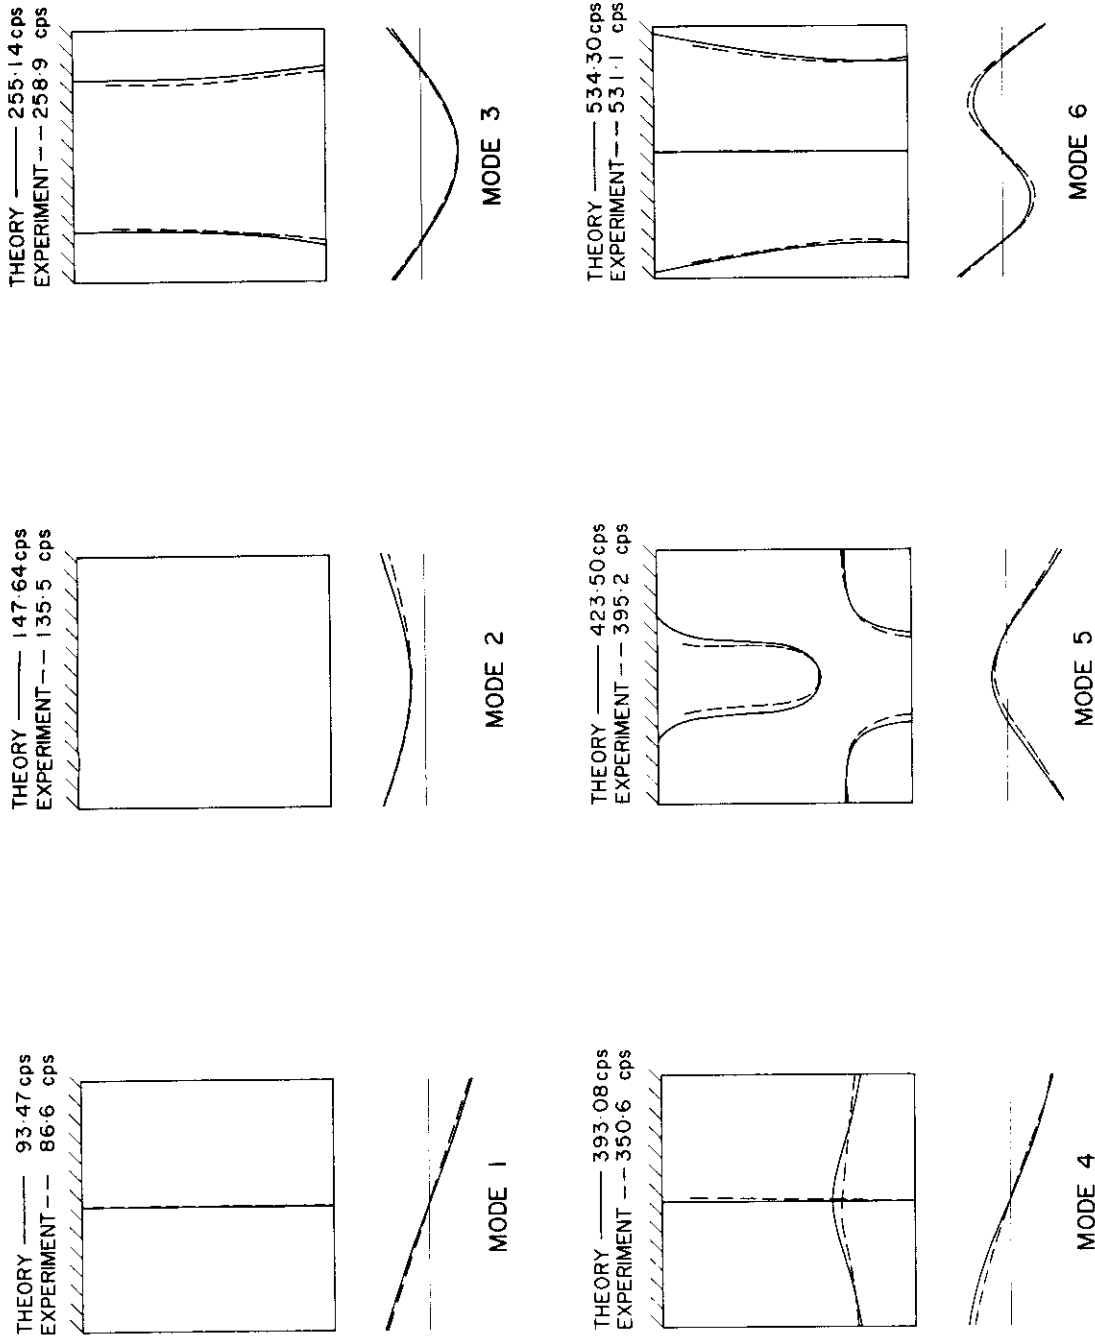 THEORY —— 93·47 cps
EXPERIMENT -- 86·6 cps
MODE 1
THEORY —— 147·64 cps
EXPERIMENT -- 135·5 cps
MODE 2
THEORY —— 255·14 cps
EXPERIMENT -- 258·9 cps
MODE 3
THEORY —— 393·08 cps
EXPERIMENT -- 350·6 cps
MODE 4
THEORY —— 423·50 cps
EXPERIMENT -- 395·2 cps
MODE 5
THEORY —— 534·30 cps
EXPERIMENT -- 531·1 cps
MODE 6